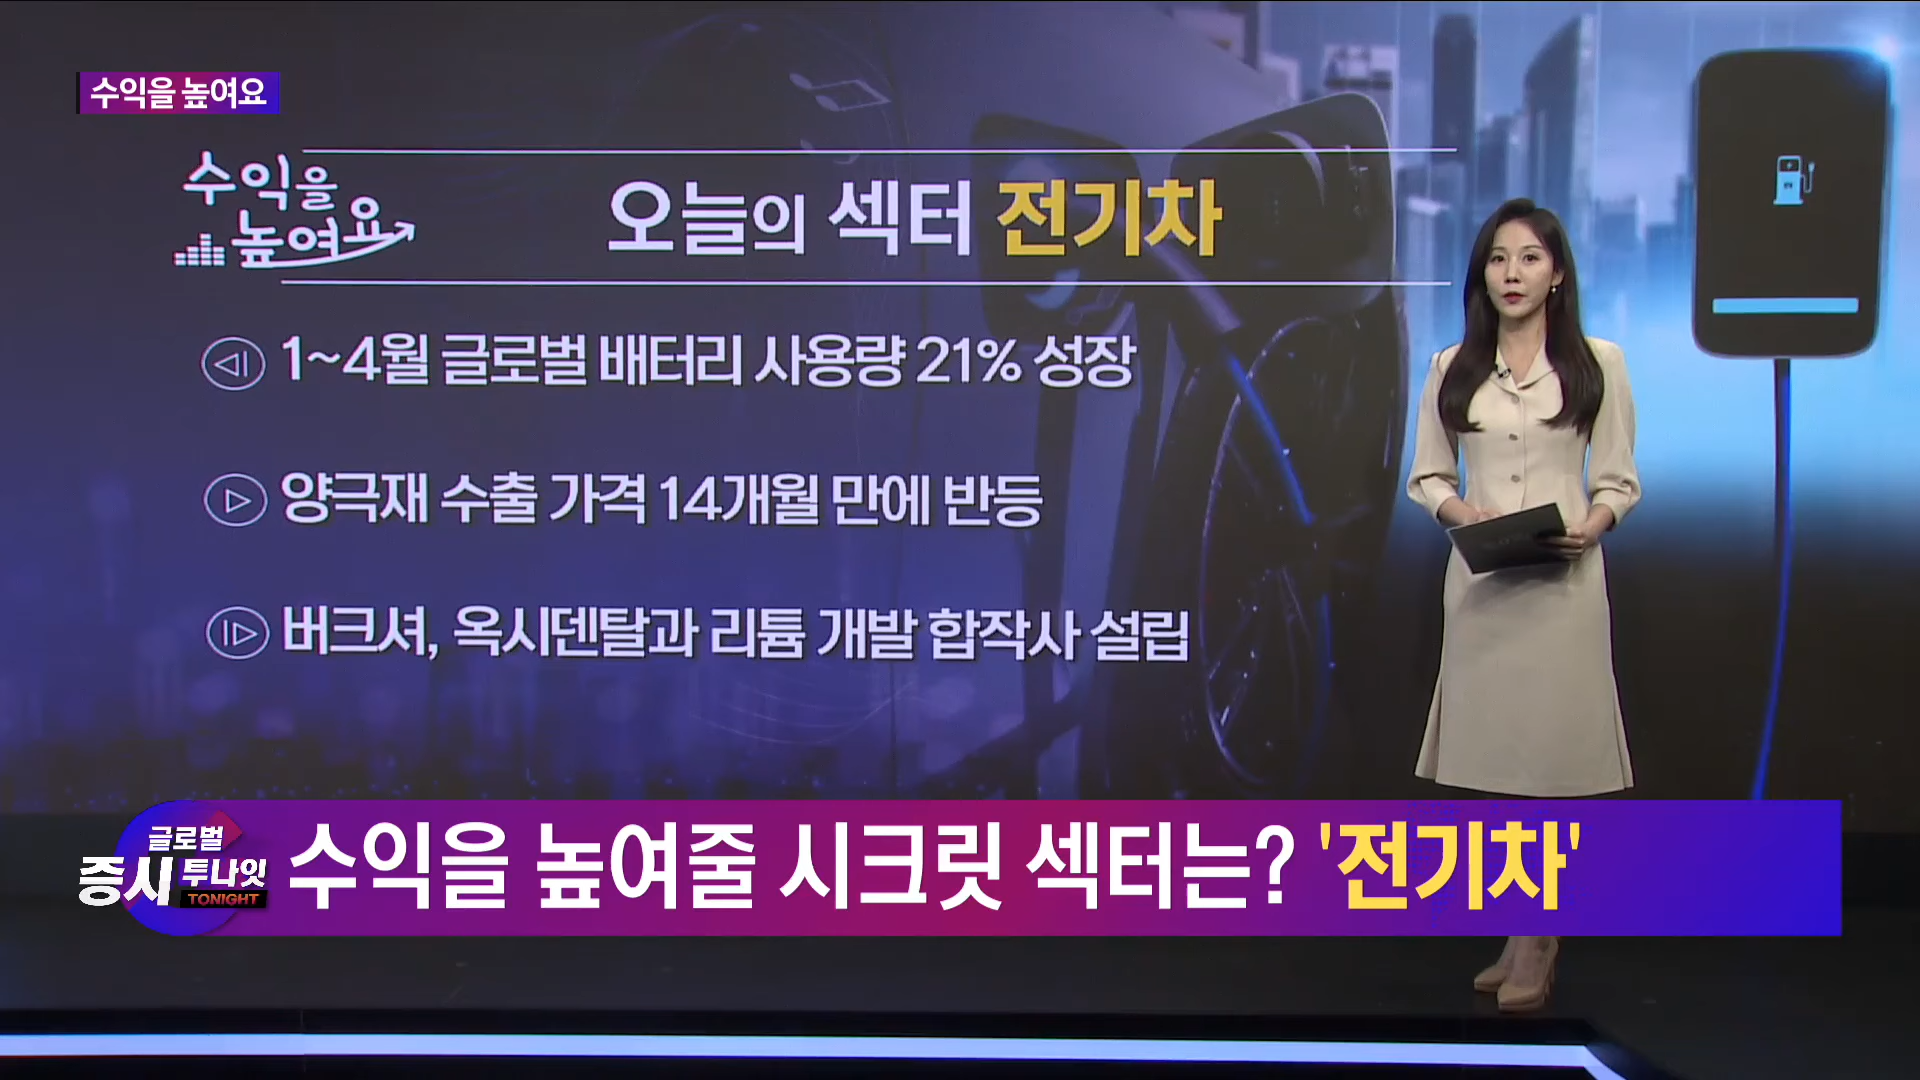 수익을 높여요
수익을
높여요
오늘의 섹터 전기차
1~4월 글로벌 배터리 사용량 21% 성장
양극재 수출 가격 14개월 만에 반등
버크셔, 옥시덴탈과 리튬 개발 합작사 설립
글로벌
증시 투나잇
TONIGHT
수익을 높여줄 시크릿 섹터는? '전기차'